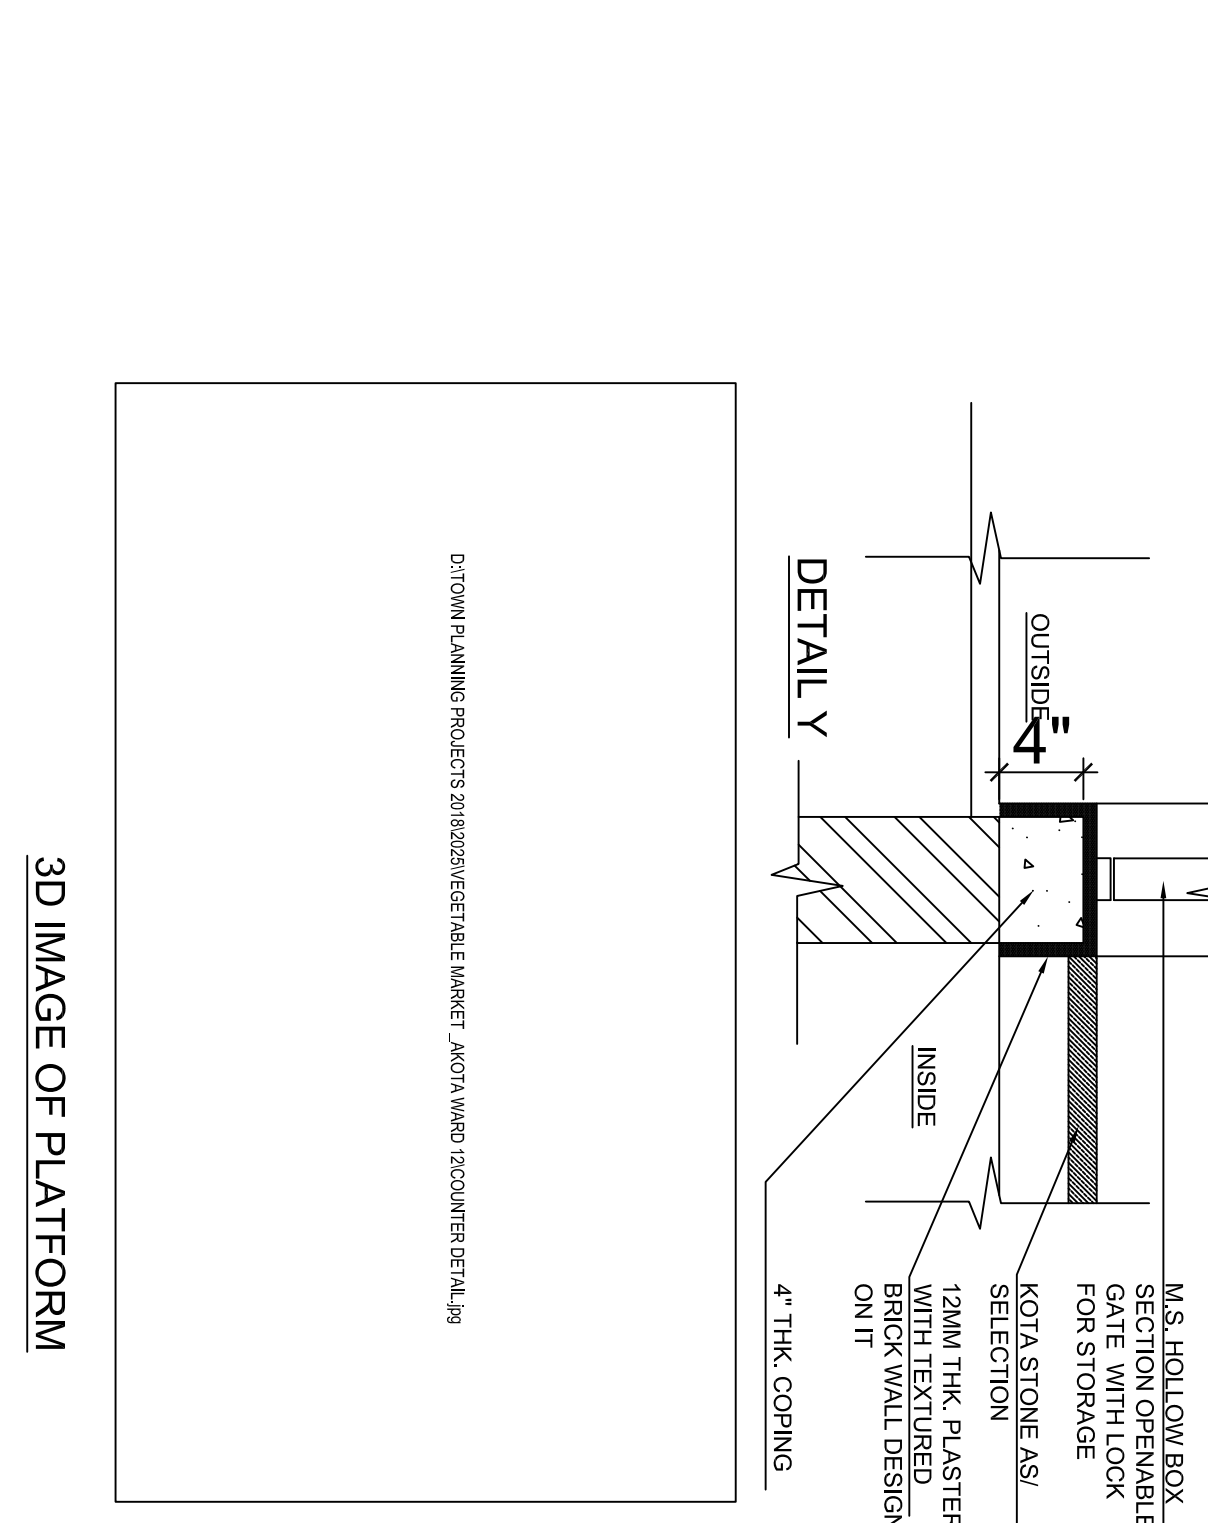 M.S. HOLLOW BOX
SECTION OPENABLE
GATE WITH LOCK
FOR STORAGE
KOTA STONE AS/
SELECTION
12MM THK. PLASTER
WITH TEXTURED
BRICK WALL DESIGN
ON IT
4" THK. COPING
OUTSIDE
4"
INSIDE
DETAIL Y
D:\TOWN PLANNING PROJECTS 2018\2025\VEGETABLE MARKET _AKOTA WARD 12\COUNTER DETAIL.jpg
3D IMAGE OF PLATFORM